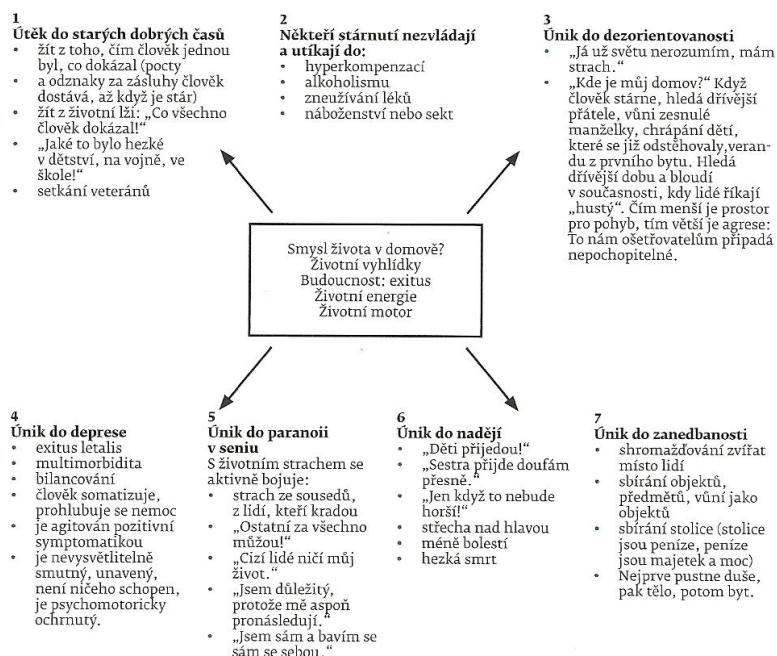 1
Útěk do starých dobrých časů
• žít z toho, čím člověk jednou
byl, co dokázal (pocty
• a odznaky za zásluhy člověk
dostává, až když je stár)
• žít z životní lži: „Co všechno
člověk dokázal!“
• „Jaké to bylo hezké
v dětství, na vojně, ve
škole!“
• setkání veteránů
2
Někteří stárnutí nezvládají
a utíkají do:
• hyperkompenzací
• alkoholismu
• zneužívání léků
• náboženství nebo sekt
3
Únik do dezorientovanosti
• „Já už světu nerozumím, mám
strach.“
• „Kde je můj domov?“ Když
člověk stárne, hledá dřívější
přátele, vůni zesnulé
manželky, chrápání dětí,
které se již odstěhovaly,veran-
du z prvního bytu. Hledá
dřívější dobu a bloudí
v současnosti, kdy lidé říkají
„hustý“. Čím menší je prostor
pro pohyb, tím větší je agrese:
To nám ošetřovatelům připadá
nepochopitelné.
Smysl života v domově?
Životní vyhlídky
Budoucnost: exitus
Životní energie
Životní motor
4
Únik do deprese
• exitus letalis
• multimorbidita
• bilancování
• člověk somatizuje,
prohlubuje se nemoc
• je agitován pozitivní
symptomatikou
• je nevysvětlitelně
smutný, unavený,
není ničeho schopen,
je psychomotoricky
ochrnutý.
5
Únik do paranoii
v seniu
S životním strachem se
aktivně bojuje:
• strach ze sousedů,
z lidí, kteří kradou
• „Ostatní za všechno
můžou!“
• „Cizí lidé ničí můj
život.“
• „Jsem důležitý,
protože mě aspoň
pronásledují.“
• „Jsem sám a bavím se
sám se sebou.“
6
Únik do nadějí
• „Děti přijedou!“
• „Sestra přijde doufám
přesně.“
• „Jen když to nebude
horší!“
• střecha nad hlavou
• méně bolestí
• hezká smrt
7
Únik do zanedbanosti
• shromažďování zvířat
místo lidí
• sbírání objektů,
předmětů, vůní jako
objektů
• sbírání stolice (stolice
jsou peníze, peníze
jsou majetek a moc)
• Nejprve pustne duše,
pak tělo, potom byt.